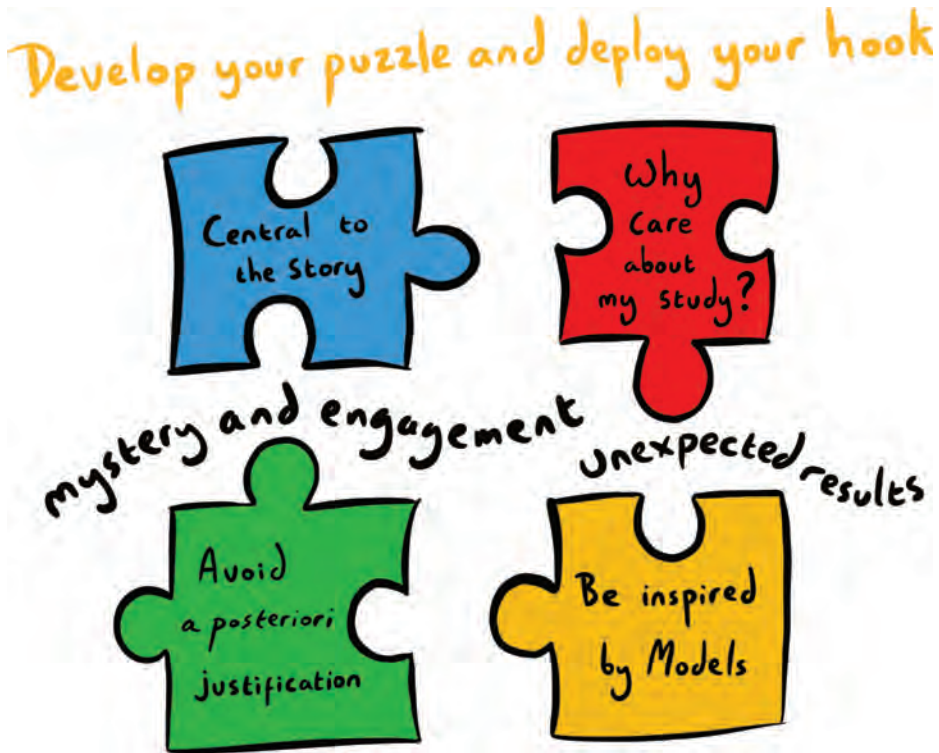 Develop your puzzle and deploy your hook
Central to
the Story
Why
Care
about
my study?
mystery and engagement
unexpected results
Avoid
a posteriori
justification
Be inspired
by Models